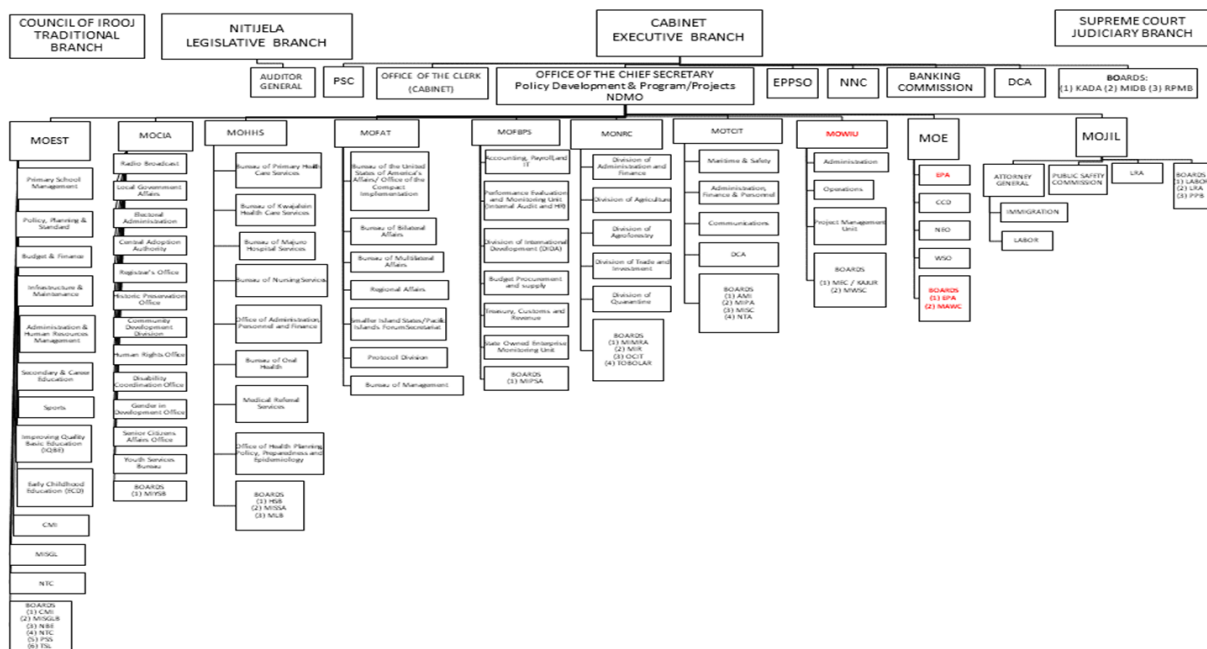 COUNCIL OF IROOJ
TRADITIONAL
BRANCH
NITIJELA
LEGISLATIVE BRANCH
CABINET
EXECUTIVE BRANCH
SUPREME COURT
JUDICIARY BRANCH
AUDITOR
GENERAL
PSC
OFFICE OF THE CLERK
(CABINET)
OFFICE OF THE CHIEF SECRETARY
Policy Development & Program/Projects
NDMO
EPPSO
NNC
BANKING
COMMISSION
DCA
BOARDS:
(1) KADA (2) MIDB (3) RPMB
MOEST
Primary School
Management
Policy, Planning &
Standard
Budget & Finance
Infrastructure &
Maintenance
Administration &
Human Resources
Management
Secondary & Career
Education
Sports
Improving Quality
Basic Education
(IQBE)
Early Childhood
Education (ECD)
CMI
MISGL
NTC
BOARDS
(1) CMI
(2) MISGLB
(3) NBE
(4) NTC
(5) PSS
(6) TSL
MOCIA
Radio Broadcast
Local Government
Affairs
Electoral
Administration
Central Adoption
Authority
Registrar's Office
Historic Preservation
Office
Community
Development
Division
Human Rights Office
Disability
Coordination Office
Gender in
Development Office
Senior Citizens
Affairs Office
Youth Services
Bureau
BOARDS
(1) MIYSB
MOHHS
Bureau of Primary Health
Care Services
Bureau of Kwajalein
Health Care Services
Bureau of Majuro
Hospital Services
Bureau of Nursing Services
Office of Administration,
Personnel and Finance
Bureau of Oral
Health
Medical Referral
Services
Office of Health Planning,
Policy, Preparedness and
Epidemiology
BOARDS
(1) HSB
(2) MISSA
(3) MLB
MOFAT
Bureau of the United
States of America's
Affairs/ Office of the
Compact
Implementation
Bureau of Bilateral
Affairs
Bureau of Multilateral
Affairs
Regional Affairs
Smaller Island States/Pacific
Islands ForumSecretariat
Protocol Division
Bureau of Management
MOFBPS
Accounting, Payroll,and
IT
Performance Evaluation
and Monitoring Unit
(Internal Audit and HR)
Division of International
Development (DIDA)
Budget Procurement
and supply
Treasury, Customs and
Revenue
State Owned Enterprise
Monitoring Unit
BOARDS
(1) MIPSA
MONRC
Division of
Administration and
Finance
Division of Agriculture
Division of
Agroforestry
Division of Trade and
Investment
Division of
Quarantine
BOARDS
(1) MIMRA
(2) MIR
(3) OCIT
(4) TOBOLAR
MOTCIT
Maritime & Safety
Administration,
Finance & Personnel
Communications
DCA
BOARDS
(1) AMI
(2) MIPA
(3) MISC
(4) NTA
MOWIU
Administration
Operations
Project Management
Unit
BOARDS
(1) MEC / KAJUR
(2) MWSC
MOE
EPA
CCD
NEO
WSO
BOARDS
(1) EPA
(2) MAWC
MOJIL
ATTORNEY
GENERAL
IMMIGRATION
LABOR
PUBLIC SAFETY
COMMISSION
LRA
BOARDS
(1) LABOR
(2) LRA
(3) PPB